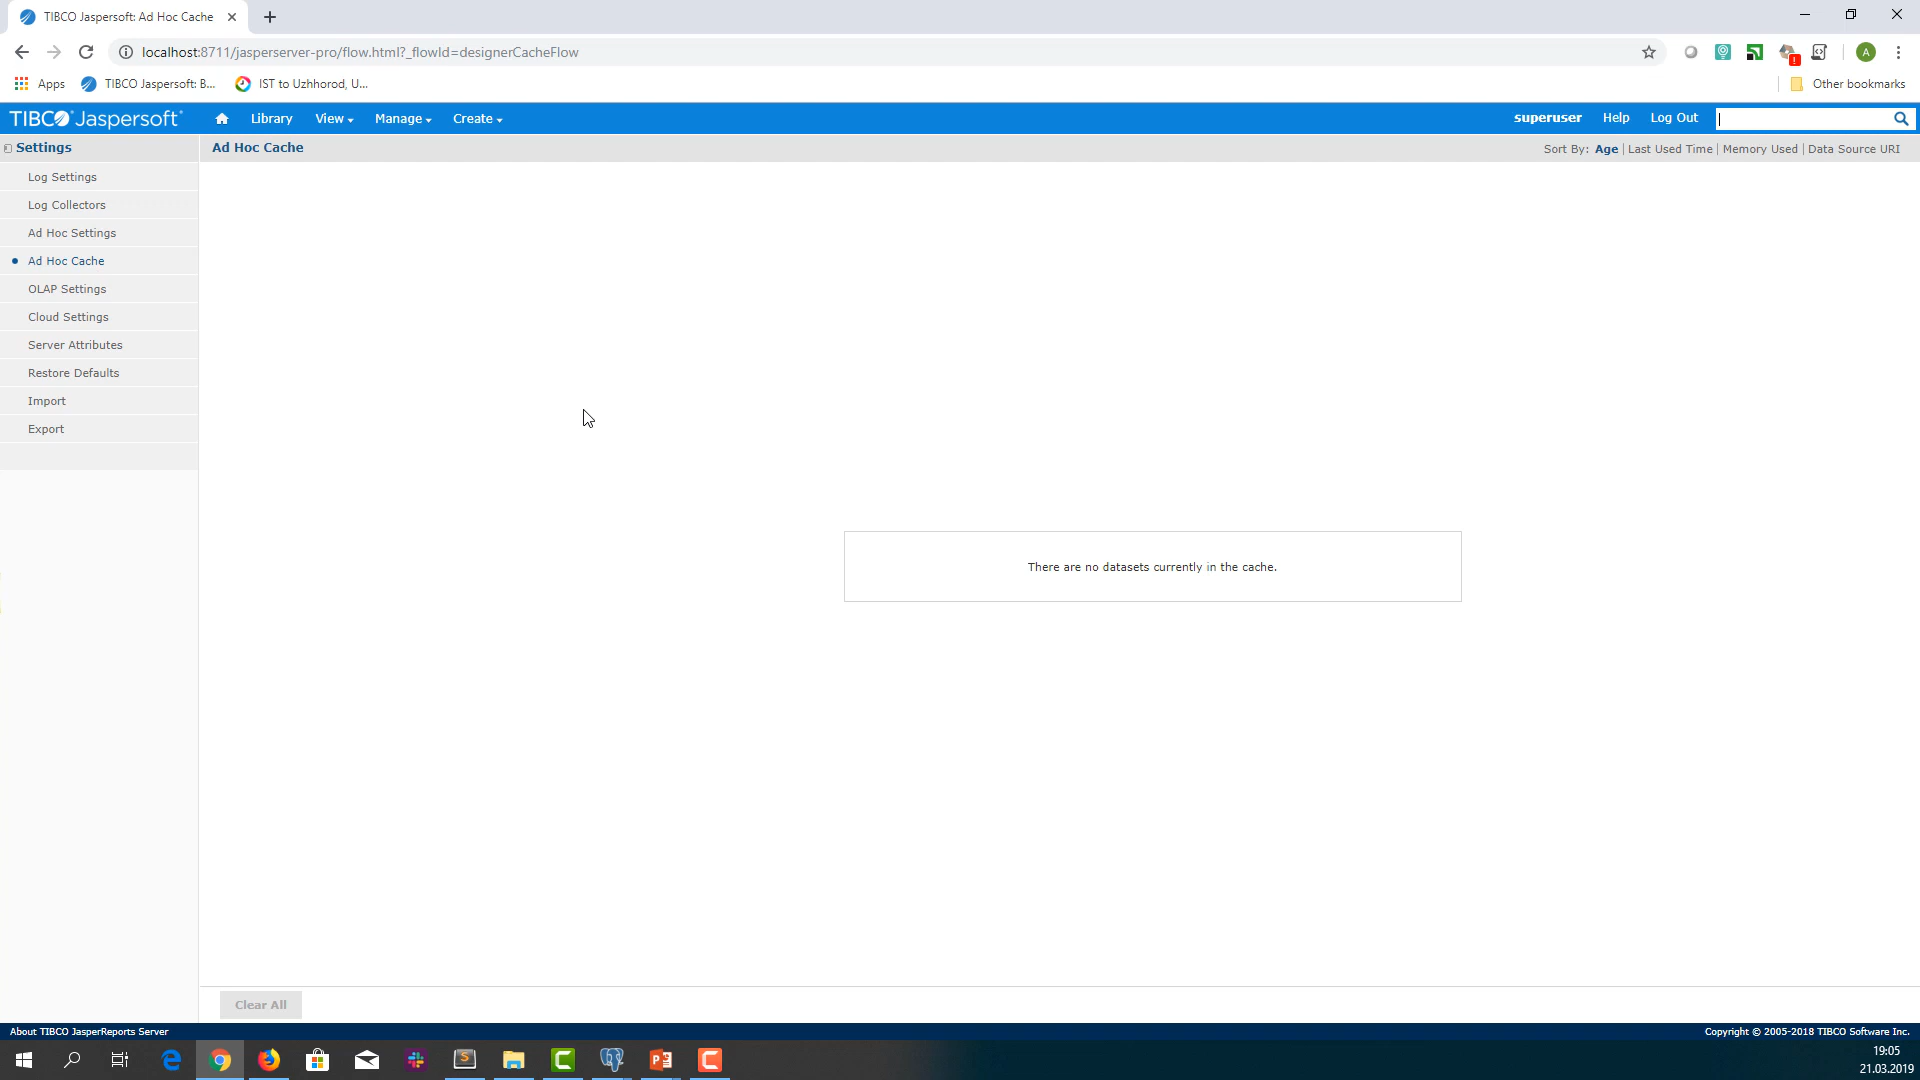 TIBCO Jaspersoft: Ad Hoc Cache
localhost:8711/jasperserver-pro/flow.html?_flowId=designerCacheFlow
A
Apps
TIBCO Jaspersoft: B...
IST to Uzhhorod, U...
Other bookmarks
TIBCO Jaspersoft
Library
View
Manage
Create
superuser
Help
Log Out
Settings
Ad Hoc Cache
Sort By: Age | Last Used Time | Memory Used | Data Source URI
Log Settings
Log Collectors
Ad Hoc Settings
Ad Hoc Cache
OLAP Settings
Cloud Settings
Server Attributes
Restore Defaults
Import
Export
There are no datasets currently in the cache.
Clear All
About TIBCO JasperReports Server
Copyright © 2005-2018 TIBCO Software Inc.
19:05
21.03.2019